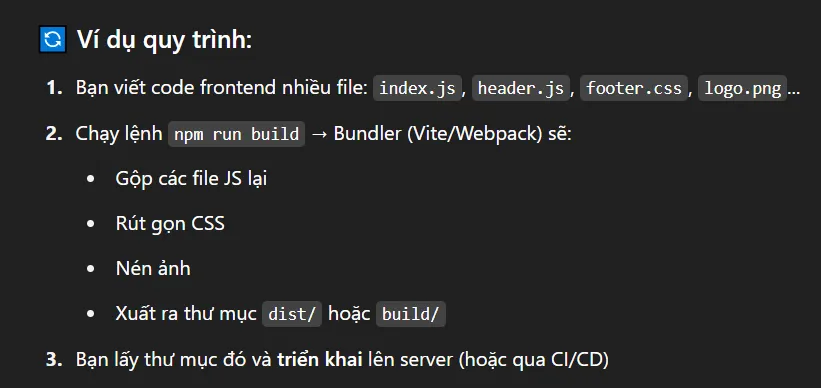 🔄 Ví dụ quy trình:
1. Bạn viết code frontend nhiều file: index.js, header.js, footer.css, logo.png...
2. Chạy lệnh npm run build → Bundler (Vite/Webpack) sẽ:
• Gộp các file JS lại
• Rút gọn CSS
• Nén ảnh
• Xuất ra thư mục dist/ hoặc build/
3. Bạn lấy thư mục đó và triển khai lên server (hoặc qua CI/CD)